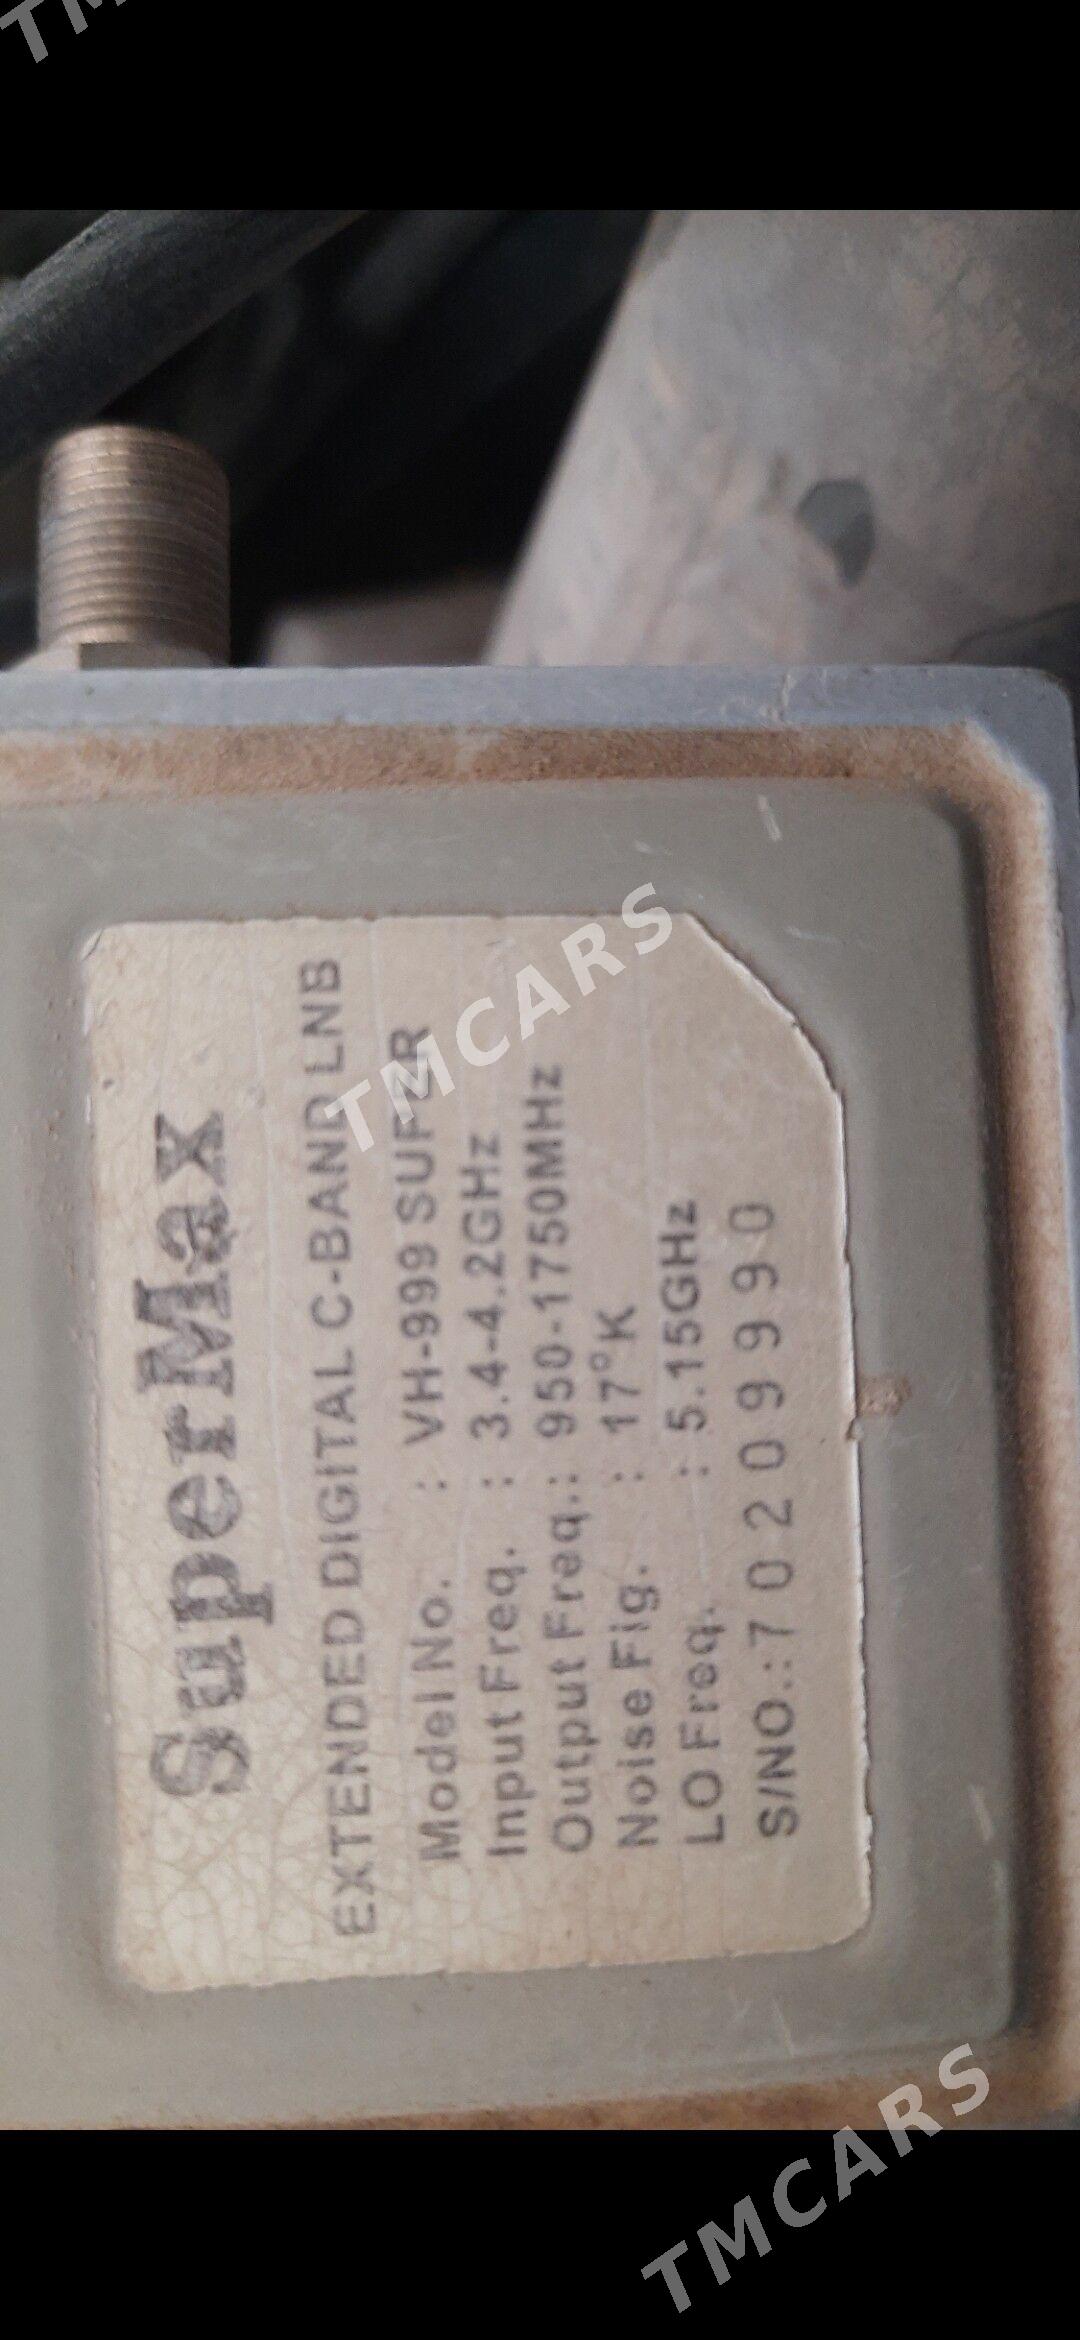 SuperMax
EXTENDED DIGITAL C-BAND LNB
Model No. : VH-999 SUPER
Input Freq. : 3.4-4.2GHz
Output Freq.: 950-1750MHz
Noise Fig. : 17°K
LO Freq. : 5.15GHz
S/NO.:70209990
TMCARS
TMCARS